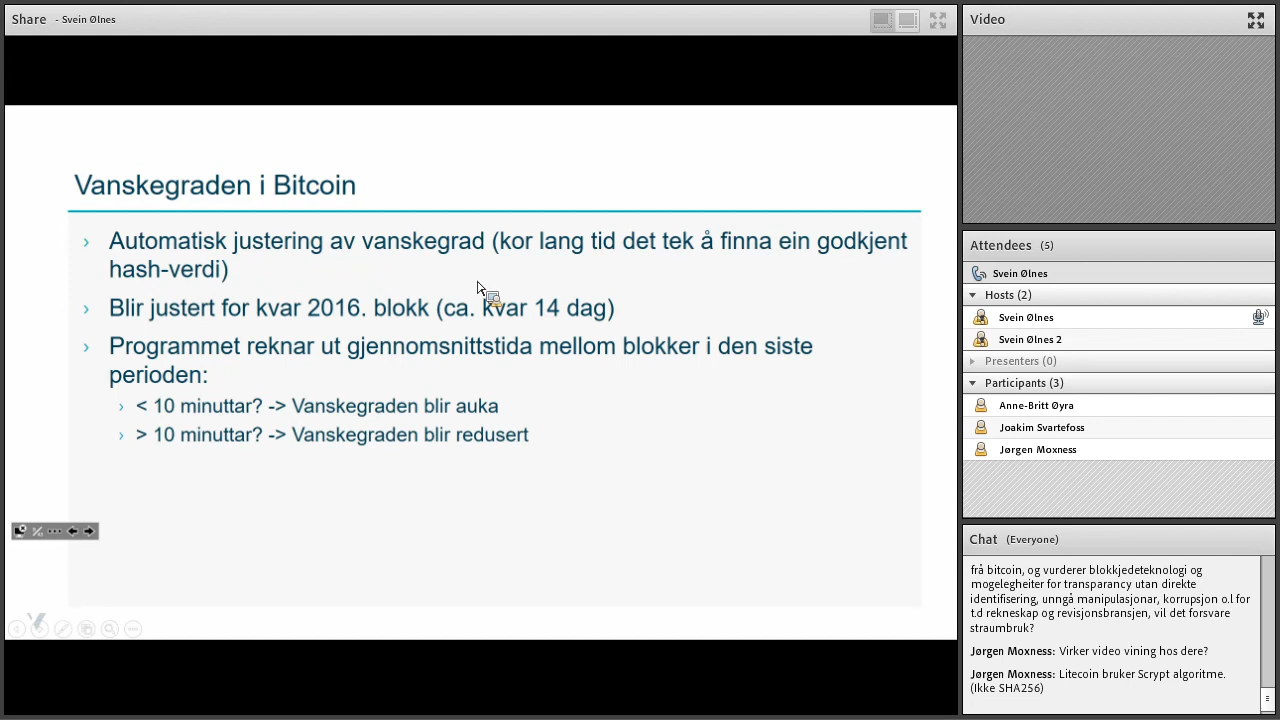 Share - Svein Ølnes
Vanskegraden i Bitcoin
› Automatisk justering av vanskegrad (kor lang tid det tek å finna ein godkjent
hash-verdi)
› Blir justert for kvar 2016. blokk (ca. kvar 14 dag)
› Programmet reknar ut gjennomsnittstida mellom blokker i den siste
perioden:
› < 10 minuttar? -> Vanskegraden blir auka
› > 10 minuttar? -> Vanskegraden blir redusert
Video
Attendees (5)
Svein Ølnes
Hosts (2)
Svein Ølnes
Svein Ølnes 2
Presenters (0)
Participants (3)
Anne-Britt Øyra
Joakim Svartefoss
Jørgen Moxness
Chat (Everyone)
frå bitcoin, og vurderer blokkjedeteknologi og
mogelegheiter for transparancy utan direkte
identifisering, unngå manipulasjonar, korrupsjon o.l for
t.d rekneskap og revisjonsbransjen, vil det forsvare
straumbruk?
Jørgen Moxness: Virker video vining hos dere?
Jørgen Moxness: Litecoin bruker Scrypt algoritme.
(Ikke SHA256)